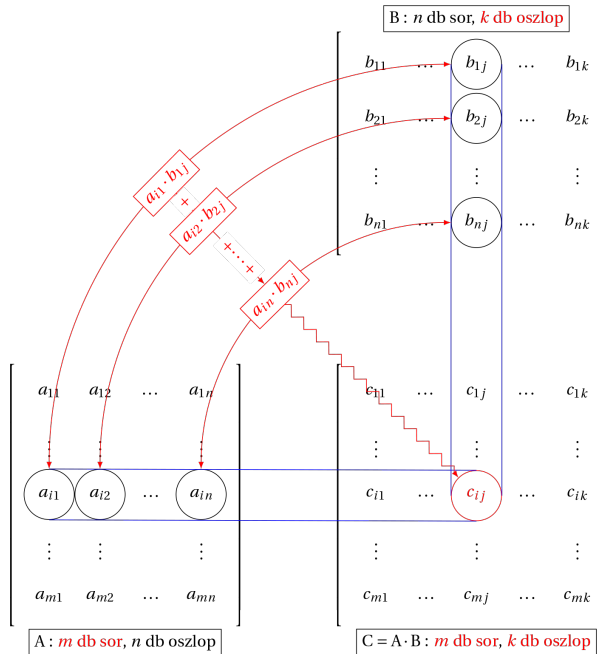 B : n db sor, k db oszlop
b₁₁ … b₁ⱼ … b₁ₖ
b₂₁ … b₂ⱼ … b₂ₖ
⋮ ⋮ ⋮
bₙ₁ … bₙⱼ … bₙₖ
aᵢ₁ · b₁ⱼ
+
aᵢ₂ · b₂ⱼ
+⋯+
aᵢₙ · bₙⱼ
a₁₁ a₁₂ … a₁ₙ
⋮ ⋮ ⋮
aᵢ₁ aᵢ₂ … aᵢₙ
⋮ ⋮ ⋮
aₘ₁ aₘ₂ … aₘₙ
A : m db sor, n db oszlop
c₁₁ … c₁ⱼ … c₁ₖ
⋮ ⋮ ⋮
cᵢ₁ … cᵢⱼ … cᵢₖ
⋮ ⋮ ⋮
cₘ₁ … cₘⱼ … cₘₖ
C = A · B : m db sor, k db oszlop